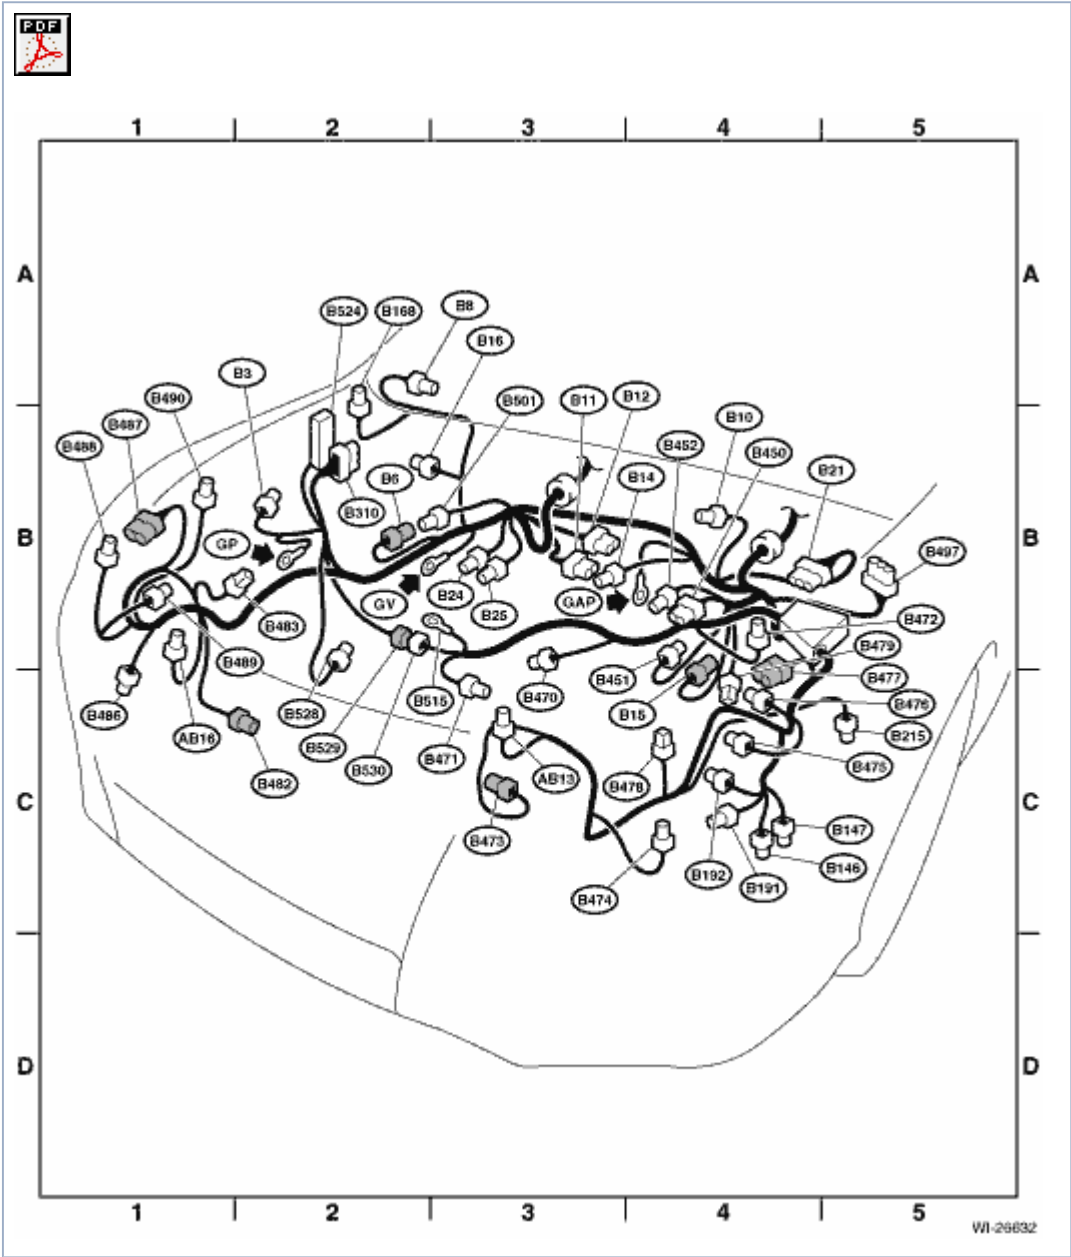 PDF
1 2 3 4 5
A A
B8
B524 B168
B16
B3
B490 B501 B11 B12
B487 B10
B488 B452 B450
B21
B6 B14
B310
GP B497
GV B24 GAP
B25
B483 B472
B489 B479
B451 B477
B470
B515
B486 B528 B15 B476
AB16 B215
B529 B471
B530 B475
B482 AB13 B478
C C
B473 B147
B192 B146
B191
B474
B B
D D
1 2 3 4 5
WI-26632